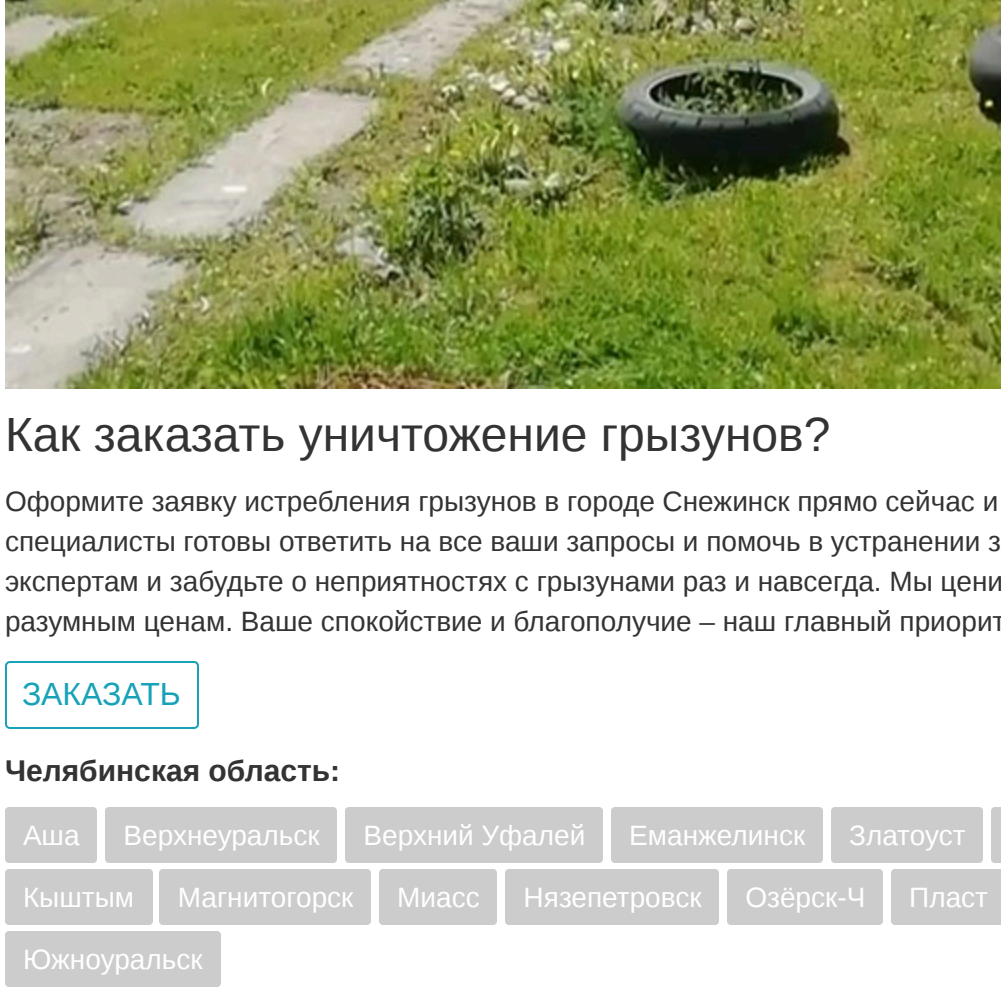 Как заказать уничтожение грызунов?
Оформите заявку истребления грызунов в городе Снежинск прямо сейчас и
специалисты готовы ответить на все ваши запросы и помочь в устранении з
экспертам и забудьте о неприятностях с грызунами раз и навсегда. Мы цени
разумным ценам. Ваше спокойствие и благополучие – наш главный приорит
ЗАКАЗАТЬ
Челябинская область:
Аша Верхнеуральск Верхний Уфалей Еманжелинск Златоуст
Кыштым Магнитогорск Миасс Нязепетровск Озёрск-Ч Пласт
Южноуральск